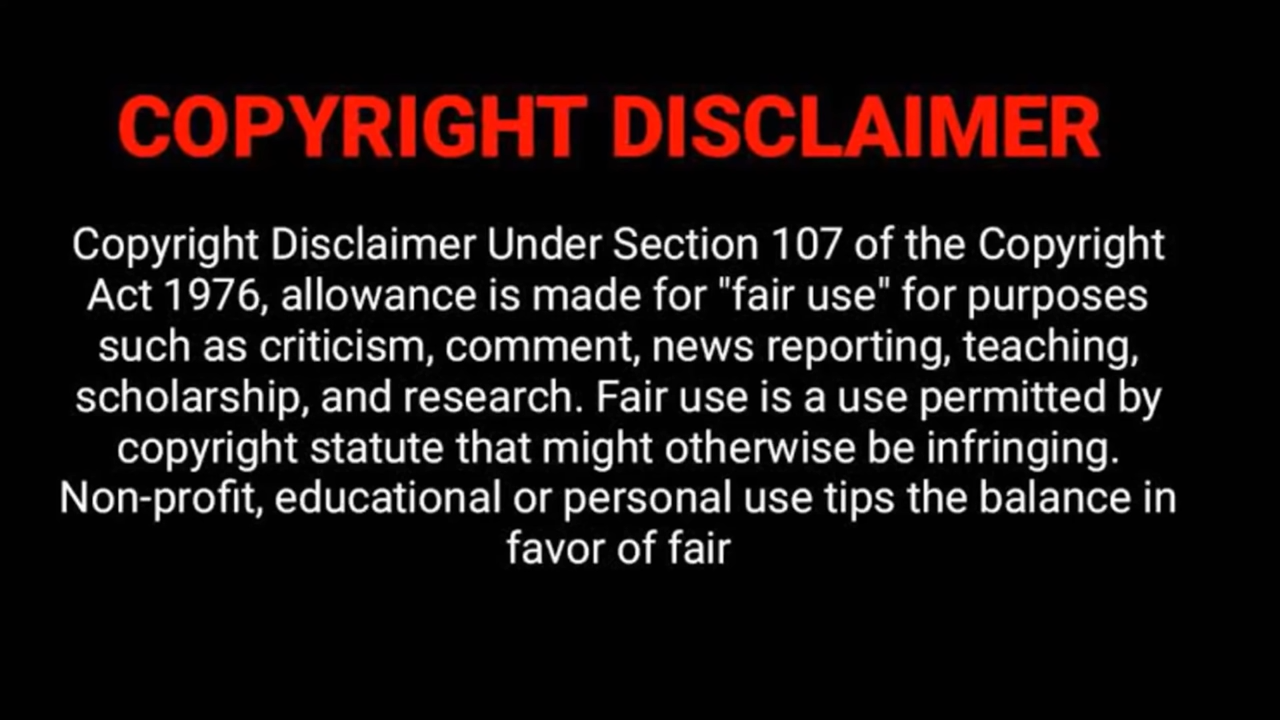 COPYRIGHT DISCLAIMER
Copyright Disclaimer Under Section 107 of the Copyright
Act 1976, allowance is made for "fair use" for purposes
such as criticism, comment, news reporting, teaching,
scholarship, and research. Fair use is a use permitted by
copyright statute that might otherwise be infringing.
Non-profit, educational or personal use tips the balance in
favor of fair